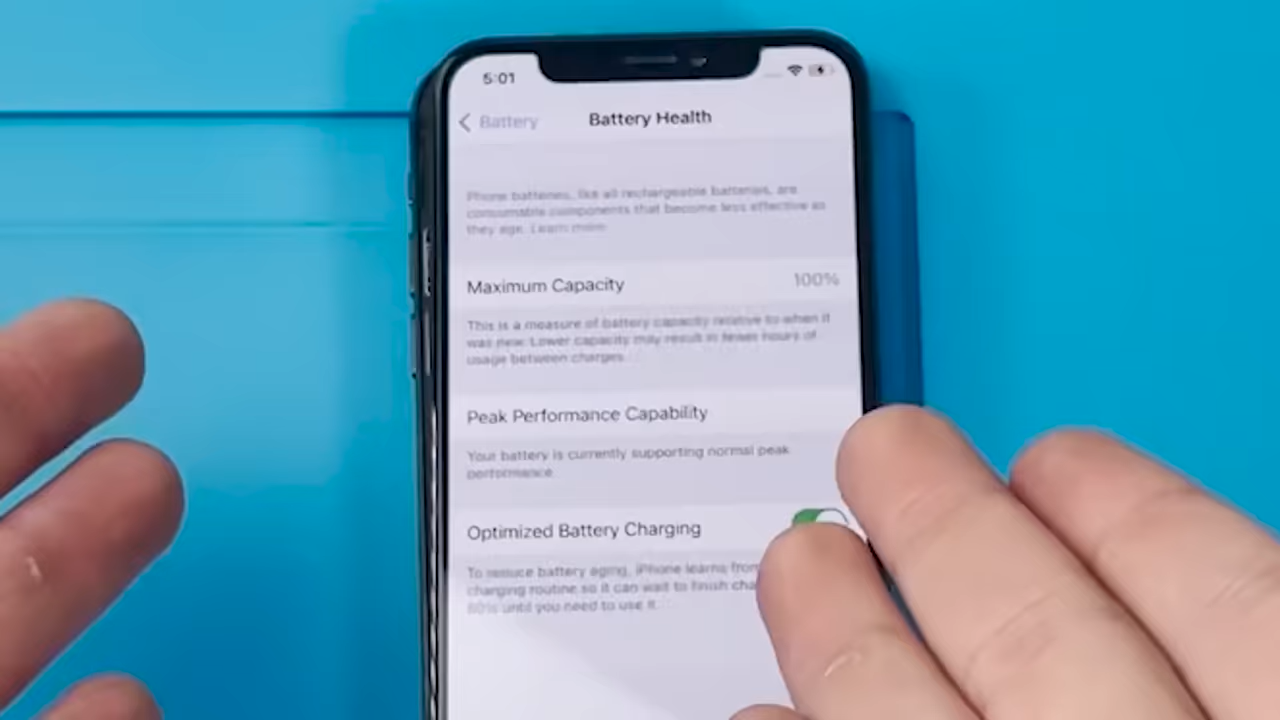 5:01
Battery
Battery Health
Phone batteries, like all rechargeable batteries, are
consumable components that become less effective as
they age. Learn more
Maximum Capacity 100%
This is a measure of battery capacity relative to when it
was new. Lower capacity may result in fewer hours of
usage between charges.
Peak Performance Capability
Your battery is currently supporting normal peak
performance.
Optimized Battery Charging
To reduce battery aging, iPhone learns from
charging routine so it can wait to finish cha
80% until you need to use it.